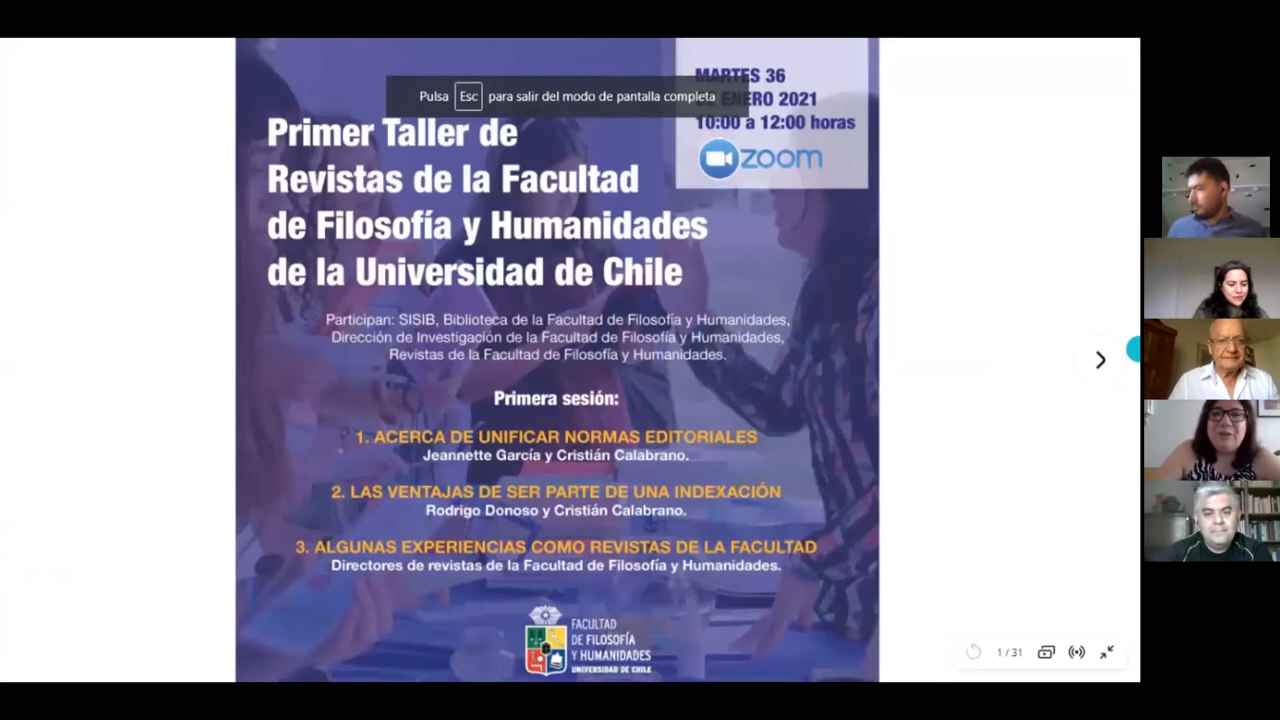 MARTES 36
ENERO 2021
10:00 a 12:00 horas
zoom
Pulsa Esc para salir del modo de pantalla completa
Primer Taller de
Revistas de la Facultad
de Filosofía y Humanidades
de la Universidad de Chile
Participan: SISIB, Biblioteca de la Facultad de Filosofía y Humanidades,
Dirección de Investigación de la Facultad de Filosofía y Humanidades,
Revistas de la Facultad de Filosofía y Humanidades.
Primera sesión:
1. ACERCA DE UNIFICAR NORMAS EDITORIALES
Jeannette García y Cristián Calabrano.
2. LAS VENTAJAS DE SER PARTE DE UNA INDEXACIÓN
Rodrigo Donoso y Cristián Calabrano.
3. ALGUNAS EXPERIENCIAS COMO REVISTAS DE LA FACULTAD
Directores de revistas de la Facultad de Filosofía y Humanidades.
FACULTAD
DE FILOSOFÍA
Y HUMANIDADES
UNIVERSIDAD DE CHILE
1/31